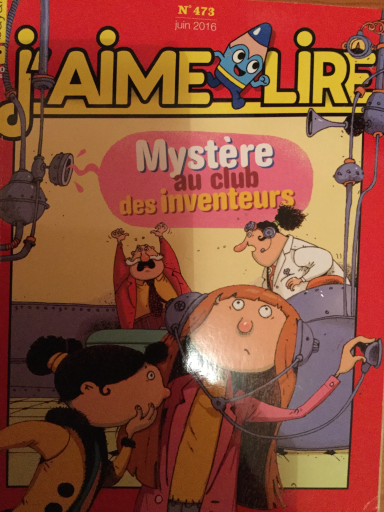 N° 473
juin 2016
J'AIME LIRE
Mystère
au club
des inventeurs